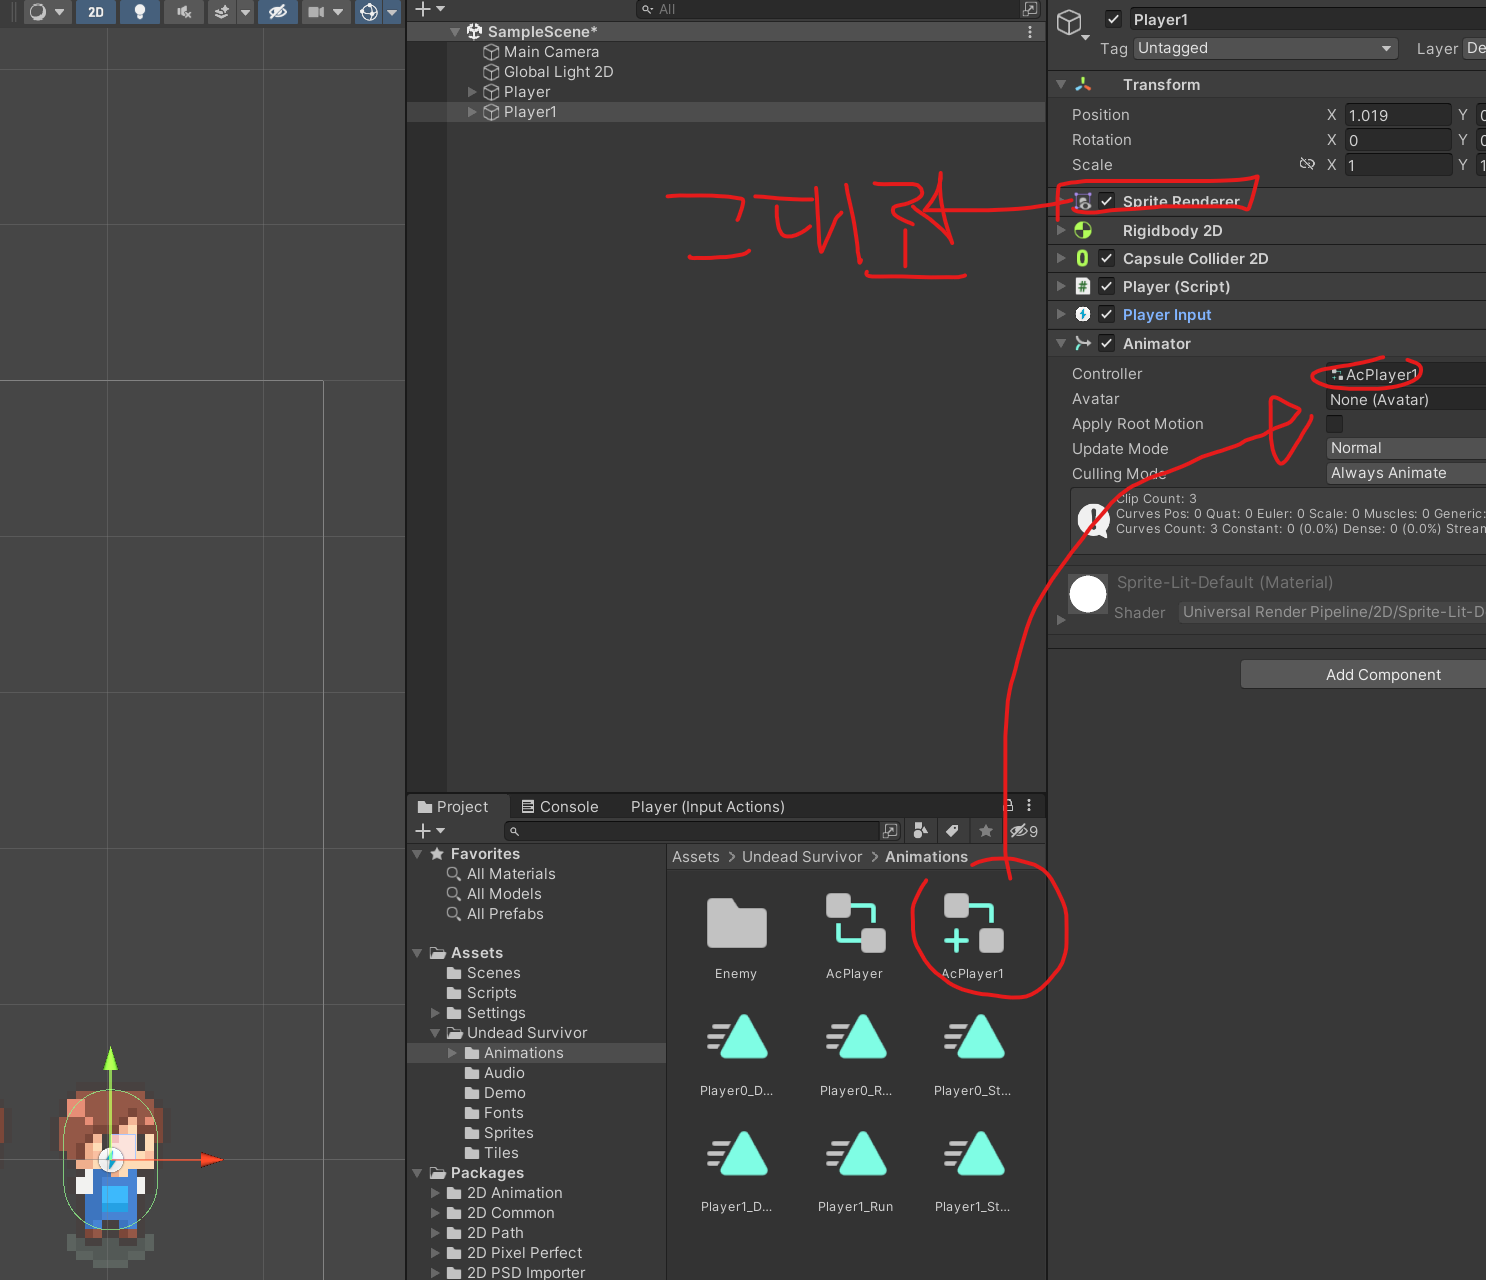 2D
All
SampleScene*
Main Camera
Global Light 2D
Player
Player1
그대로
Player1
Tag Untagged Layer De
Transform
Position X 1.019 Y
Rotation X 0 Y
Scale X 1 Y 1
Sprite Renderer
Rigidbody 2D
Capsule Collider 2D
Player (Script)
Player Input
Animator
Controller AcPlayer1
Avatar None (Avatar)
Apply Root Motion
Update Mode Normal
Culling Mode Always Animate
Clip Count: 3
Curves Pos: 0 Quat: 0 Euler: 0 Scale: 0 Muscles: 0 Generic:
Curves Count: 3 Constant: 0 (0.0%) Dense: 0 (0.0%) Strean
Sprite-Lit-Default (Material)
Shader Universal Render Pipeline/2D/Sprite-Lit-D
Add Component
Project Console Player (Input Actions)
9
Favorites
All Materials
All Models
All Prefabs
Assets
Scenes
Scripts
Settings
Undead Survivor
Animations
Audio
Demo
Fonts
Sprites
Tiles
Packages
2D Animation
2D Common
2D Path
2D Pixel Perfect
2D PSD Importer
Assets > Undead Survivor > Animations
Enemy AcPlayer AcPlayer1
Player0_D... Player0_R... Player0_St...
Player1_D... Player1_Run Player1_St...